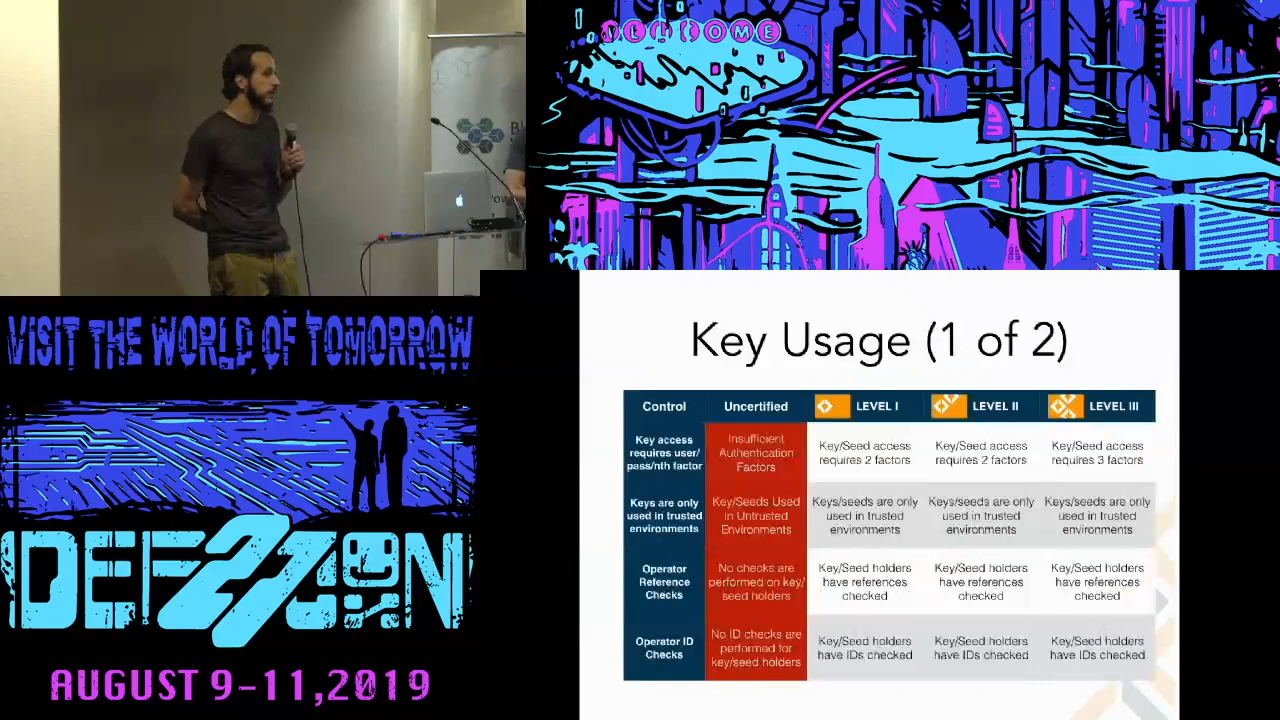 WELCOME
VISIT THE WORLD OF TOMORROW
DEF CON
27
AUGUST 9-11,2019
Key Usage (1 of 2)
Control Uncertified LEVEL I LEVEL II LEVEL III
Key access
requires user/
pass/nth factor
Insufficient
Authentication
Factors
Key/Seed access
requires 2 factors
Key/Seed access
requires 2 factors
Key/Seed access
requires 3 factors
Keys are only
used in trusted
environments
Key/Seeds Used
in Untrusted
Environments
Keys/seeds are only
used in trusted
environments
Keys/seeds are only
used in trusted
environments
Keys/seeds are only
used in trusted
environments
Operator
Reference
Checks
No checks are
performed on key/
seed holders
Key/Seed holders
have references
checked
Key/Seed holders
have references
checked
Key/Seed holders
have references
checked
Operator ID
Checks
No ID checks are
performed for
key/seed holders
Key/Seed holders
have IDs checked
Key/Seed holders
have IDs checked
Key/Seed holders
have IDs checked